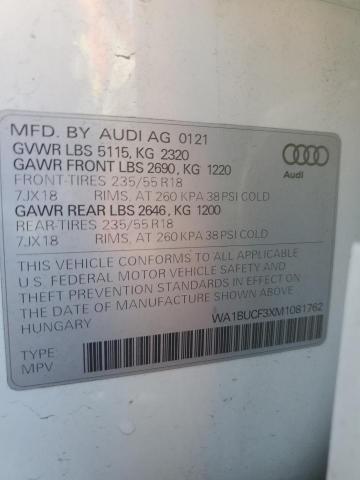 MFD. BY AUDI AG 0121
GVWR LBS 5115, KG 2320
GAWR FRONT LBS 2690, KG 1220
FRONT-TIRES 235/55 R18
7JX18 RIMS, AT 260 KPA 38 PSI COLD
GAWR REAR LBS 2646, KG 1200
REAR-TIRES 235/55 R18
7JX18 RIMS, AT 260 KPA 38 PSI COLD
Audi
THIS VEHICLE CONFORMS TO ALL APPLICABLE
U.S. FEDERAL MOTOR VEHICLE SAFETY AND
THEFT PREVENTION STANDARDS IN EFFECT ON
THE DATE OF MANUFACTURE SHOWN ABOVE
HUNGARY
WA1BUCF3XM1081762
TYPE:
MPV